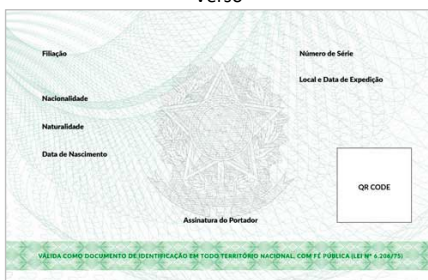 Verso
Filiação
Número de Série
Local e Data de Expedição
Nacionalidade
Naturalidade
Data de Nascimento
QR CODE
Assinatura do Portador
VÁLIDA COMO DOCUMENTO DE IDENTIFICAÇÃO EM TODO TERRITÓRIO NACIONAL, COM FÉ PÚBLICA (LEI Nº 6.206/75)